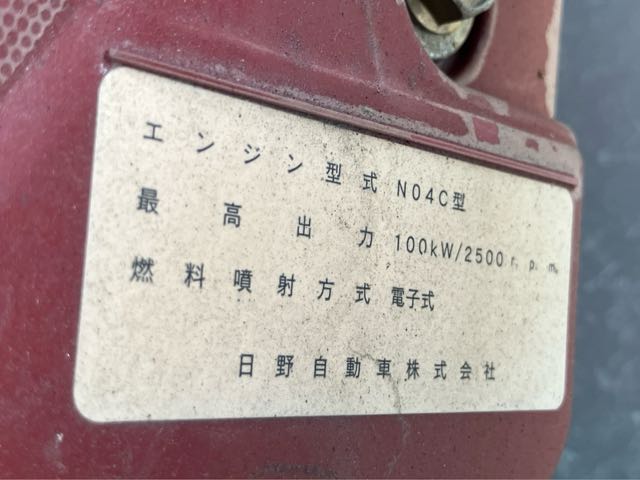 エンジン型式 N04C型
最高出力 100kW/2500r.p.m.
燃料噴射方式 電子式
日野自動車株式会社